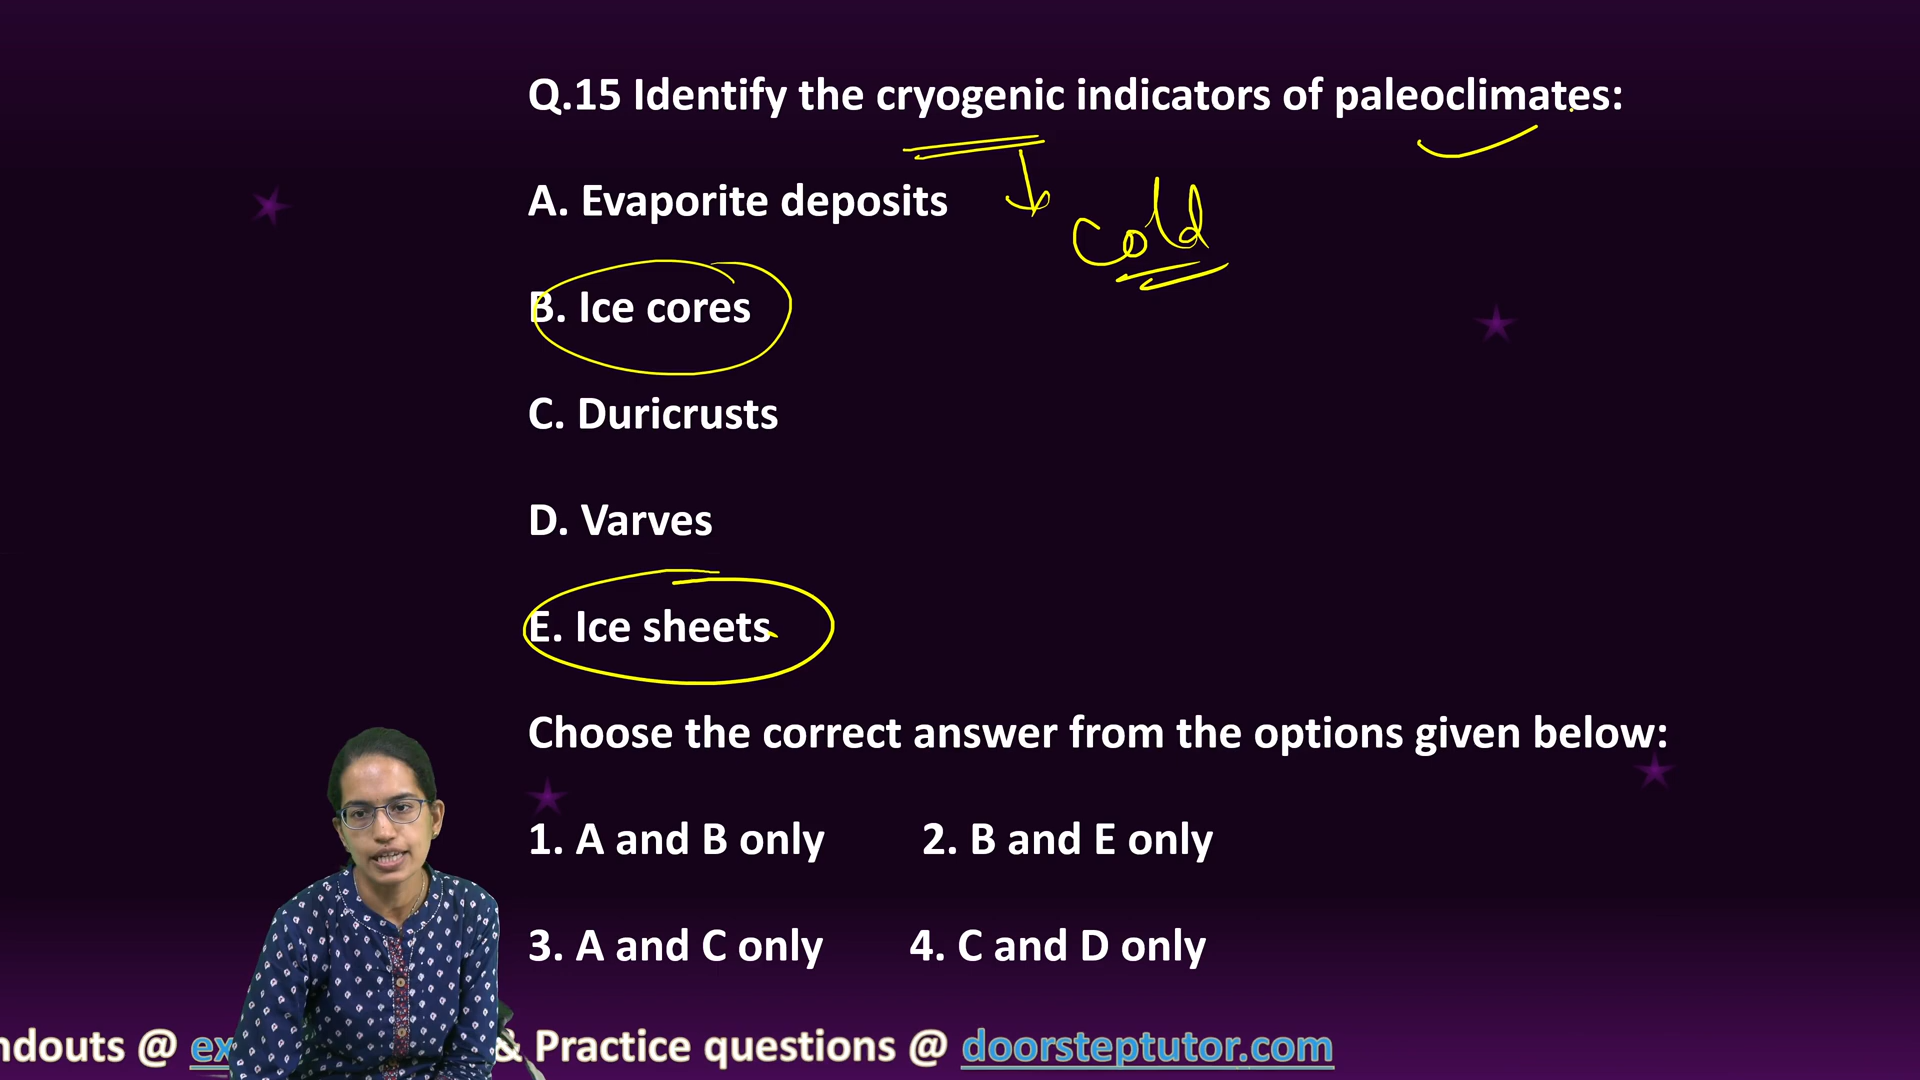 Q.15 Identify the cryogenic indicators of paleoclimates:
A. Evaporite deposits
cold
B. Ice cores
C. Duricrusts
D. Varves
E. Ice sheets
Choose the correct answer from the options given below:
1. A and B only 2. B and E only
3. A and C only 4. C and D only
ndouts @ ex & Practice questions @ doorsteptutor.com